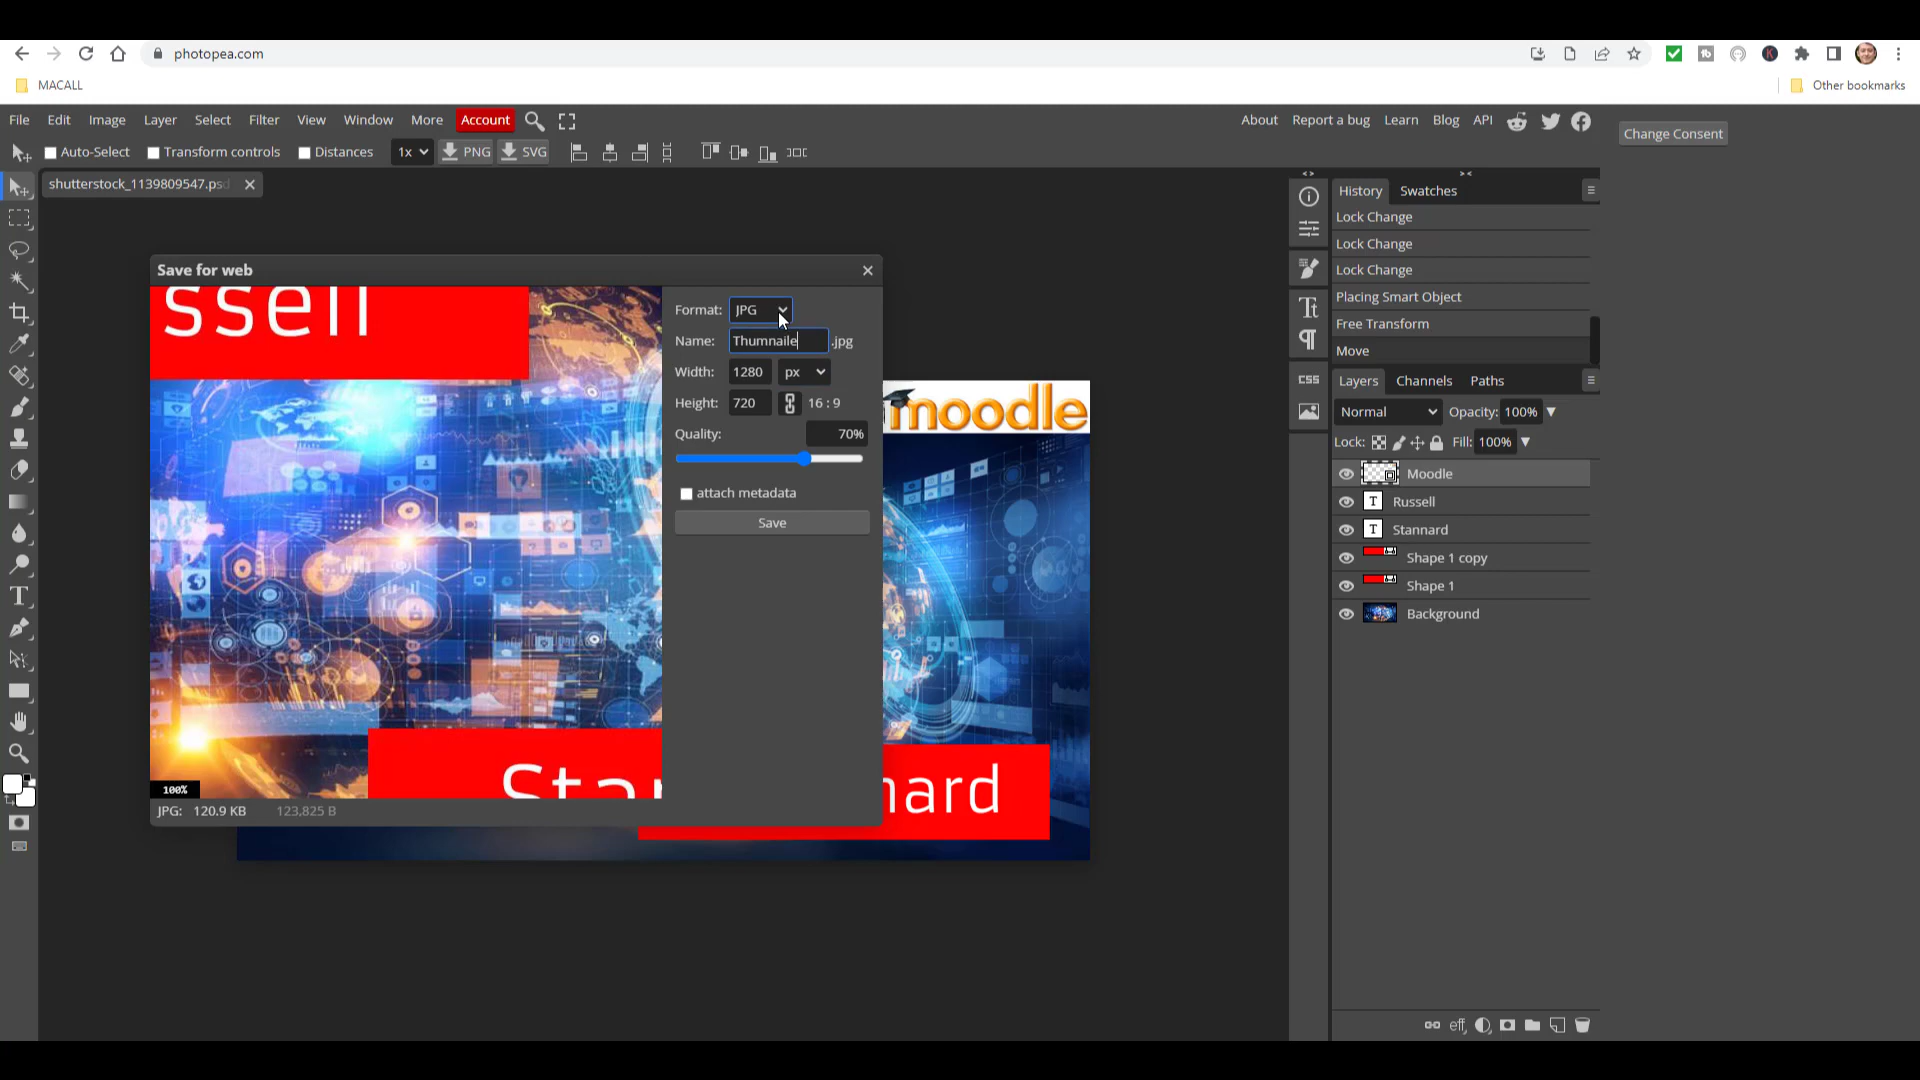 photopea.com
MACALL
Other bookmarks
File Edit Image Layer Select Filter View Window More Account
About Report a bug Learn Blog API
Change Consent
Auto-Select Transform controls Distances 1x PNG SVG
shutterstock_1139809547.psd
History Swatches
Lock Change
Lock Change
Lock Change
Placing Smart Object
Free Transform
Move
Save for web
ssell
Format: JPG
Name: Thumnaile .jpg
Width: 1280 px
Height: 720 16 : 9
Quality: 70%
attach metadata
Save
Star
100%
JPG: 120.9 KB 123,825 B
moodle
nard
CSS
Layers Channels Paths
Normal Opacity: 100%
Lock: Fill: 100%
Moodle
T Russell
T Stannard
Shape 1 copy
Shape 1
Background
eff